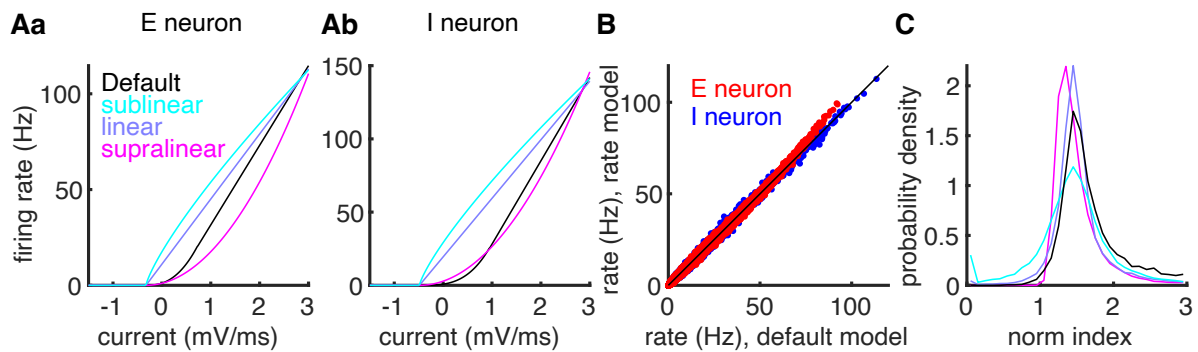 Aa E neuron
Ab I neuron
B
C
Default
sublinear
linear
supralinear
firing rate (Hz)
100
50
0
-1 0 1 2 3
current (mV/ms)
150
100
50
0
-1 0 1 2 3
current (mV/ms)
E neuron
I neuron
rate (Hz), rate model
100
50
0
0 50 100
rate (Hz), default model
probability density
2
1.5
1
0.5
0
0 1 2 3
norm index